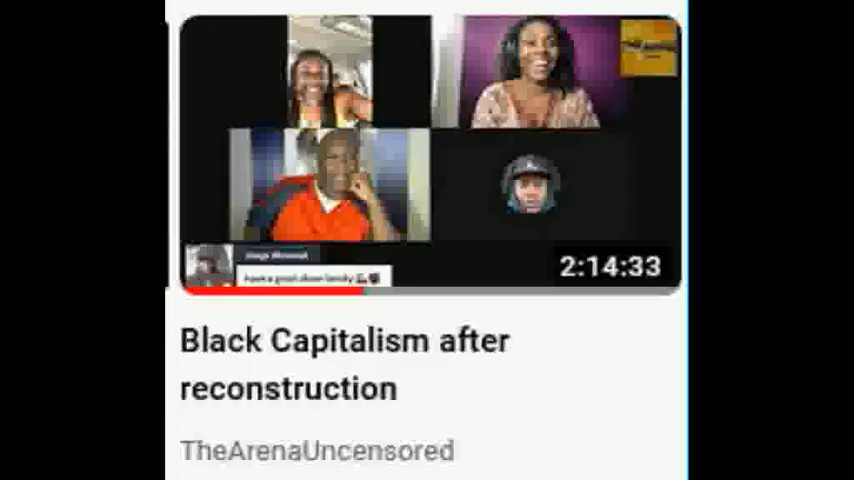 2:14:33
Black Capitalism after
reconstruction
TheArenaUncensored